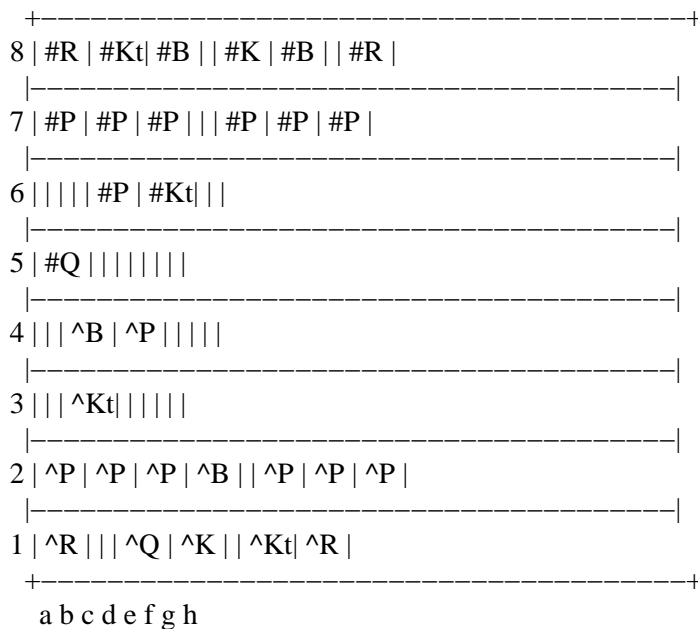 +−−−−−−−−−−−−−−−−−−−−−−−−−−−−−−−−−−−−−−−+
8 | #R | #Kt| #B | | #K | #B | | #R |
|−−−−−−−−−−−−−−−−−−−−−−−−−−−−−−−−−−−−−−−|
7 | #P | #P | #P | | | #P | #P | #P |
|−−−−−−−−−−−−−−−−−−−−−−−−−−−−−−−−−−−−−−−|
6 | | | | | #P | #Kt| | |
|−−−−−−−−−−−−−−−−−−−−−−−−−−−−−−−−−−−−−−−|
5 | #Q | | | | | | | |
|−−−−−−−−−−−−−−−−−−−−−−−−−−−−−−−−−−−−−−−|
4 | | | ^B | ^P | | | | |
|−−−−−−−−−−−−−−−−−−−−−−−−−−−−−−−−−−−−−−−|
3 | | | ^Kt| | | | | |
|−−−−−−−−−−−−−−−−−−−−−−−−−−−−−−−−−−−−−−−|
2 | ^P | ^P | ^P | ^B | | ^P | ^P | ^P |
|−−−−−−−−−−−−−−−−−−−−−−−−−−−−−−−−−−−−−−−|
1 | ^R | | | ^Q | ^K | | ^Kt| ^R |
+−−−−−−−−−−−−−−−−−−−−−−−−−−−−−−−−−−−−−−−+
a b c d e f g h